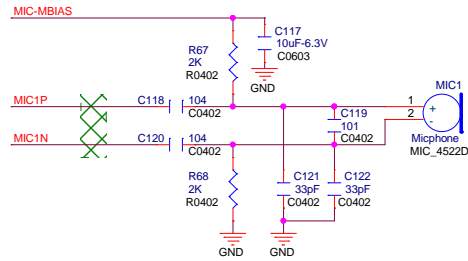 MIC-MBIAS
C117
10uF-6.3V
C0603
R67
2K
R0402
GND
MIC1
MIC1P
C118
104
C0402
1
2
C119
101
C0402
+
-
MIC1N
C120
104
C0402
Micphone
MIC_4522D
R68
2K
R0402
C121
33pF
C0402
C122
33pF
C0402
GND
GND